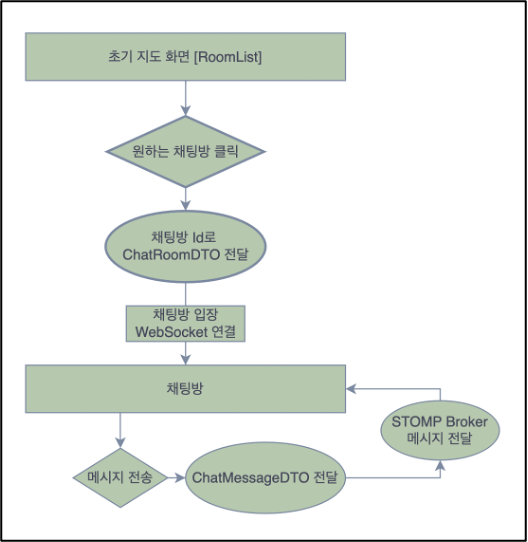 초기 지도 화면 [RoomList]
원하는 채팅방 클릭
채팅방 Id로
ChatRoomDTO 전달
채팅방 입장
WebSocket 연결
채팅방
STOMP Broker
메시지 전달
메시지 전송
ChatMessageDTO 전달